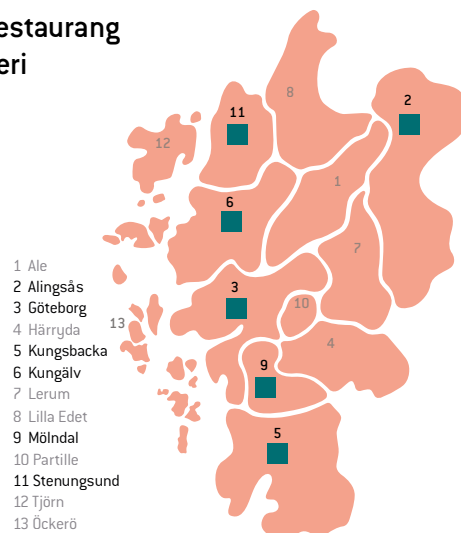 estaurang
eri
8
2
11
12
1
6
7
3
10
13
4
9
5
1 Ale
2 Alingsås
3 Göteborg
4 Härryda
5 Kungsbacka
6 Kungälv
7 Lerum
8 Lilla Edet
9 Mölndal
10 Partille
11 Stenungsund
12 Tjörn
13 Öckerö